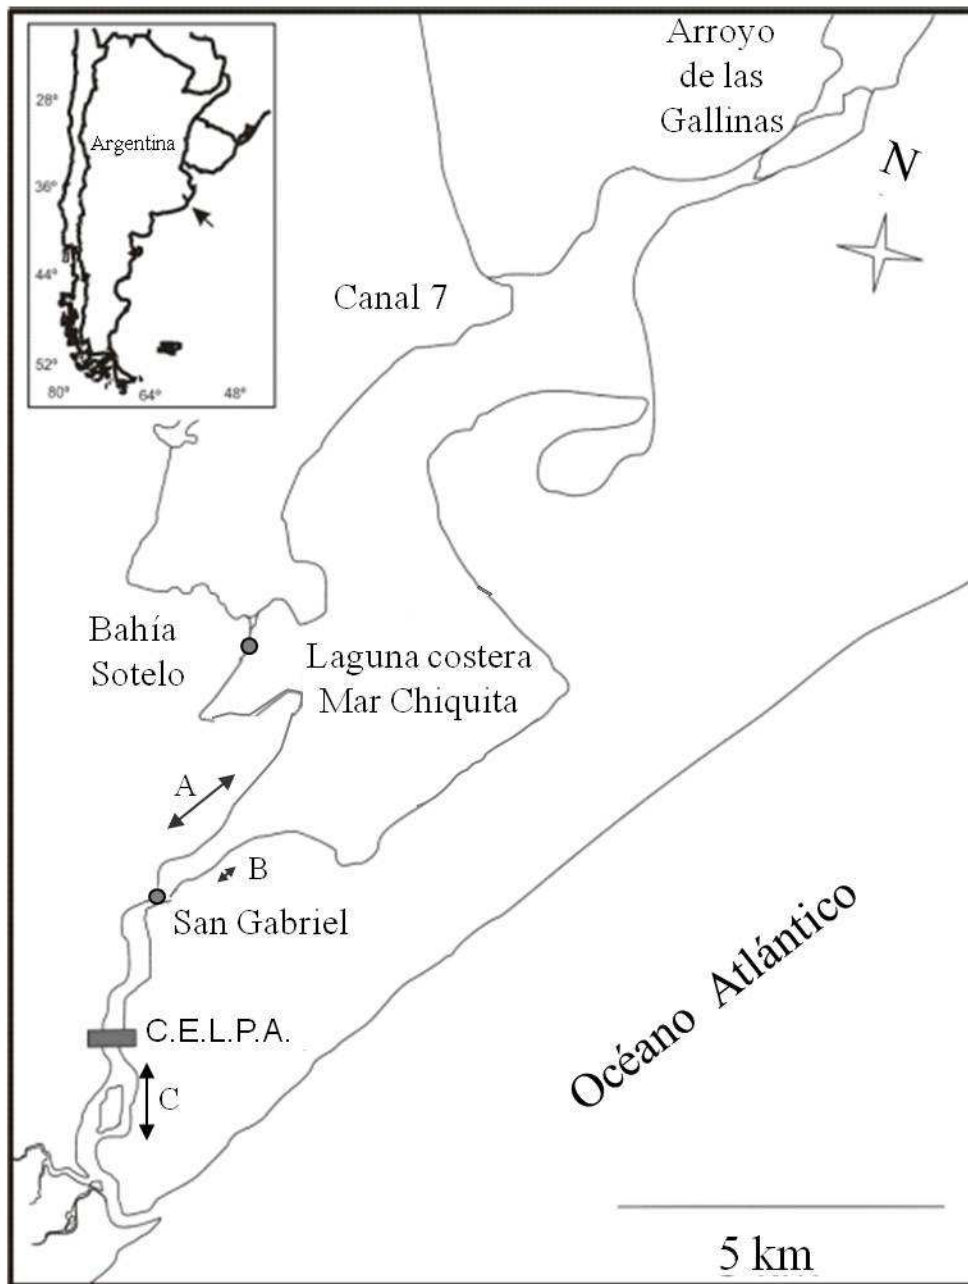 Arroyo
de las
Gallinas
28°
Argentina
36°
44°
52°
80°
64°
48°
N
Canal 7
Bahía
Sotelo
Laguna costera
Mar Chiquita
A
B
San Gabriel
C.E.L.P.A.
C
Océano Atlántico
5 km